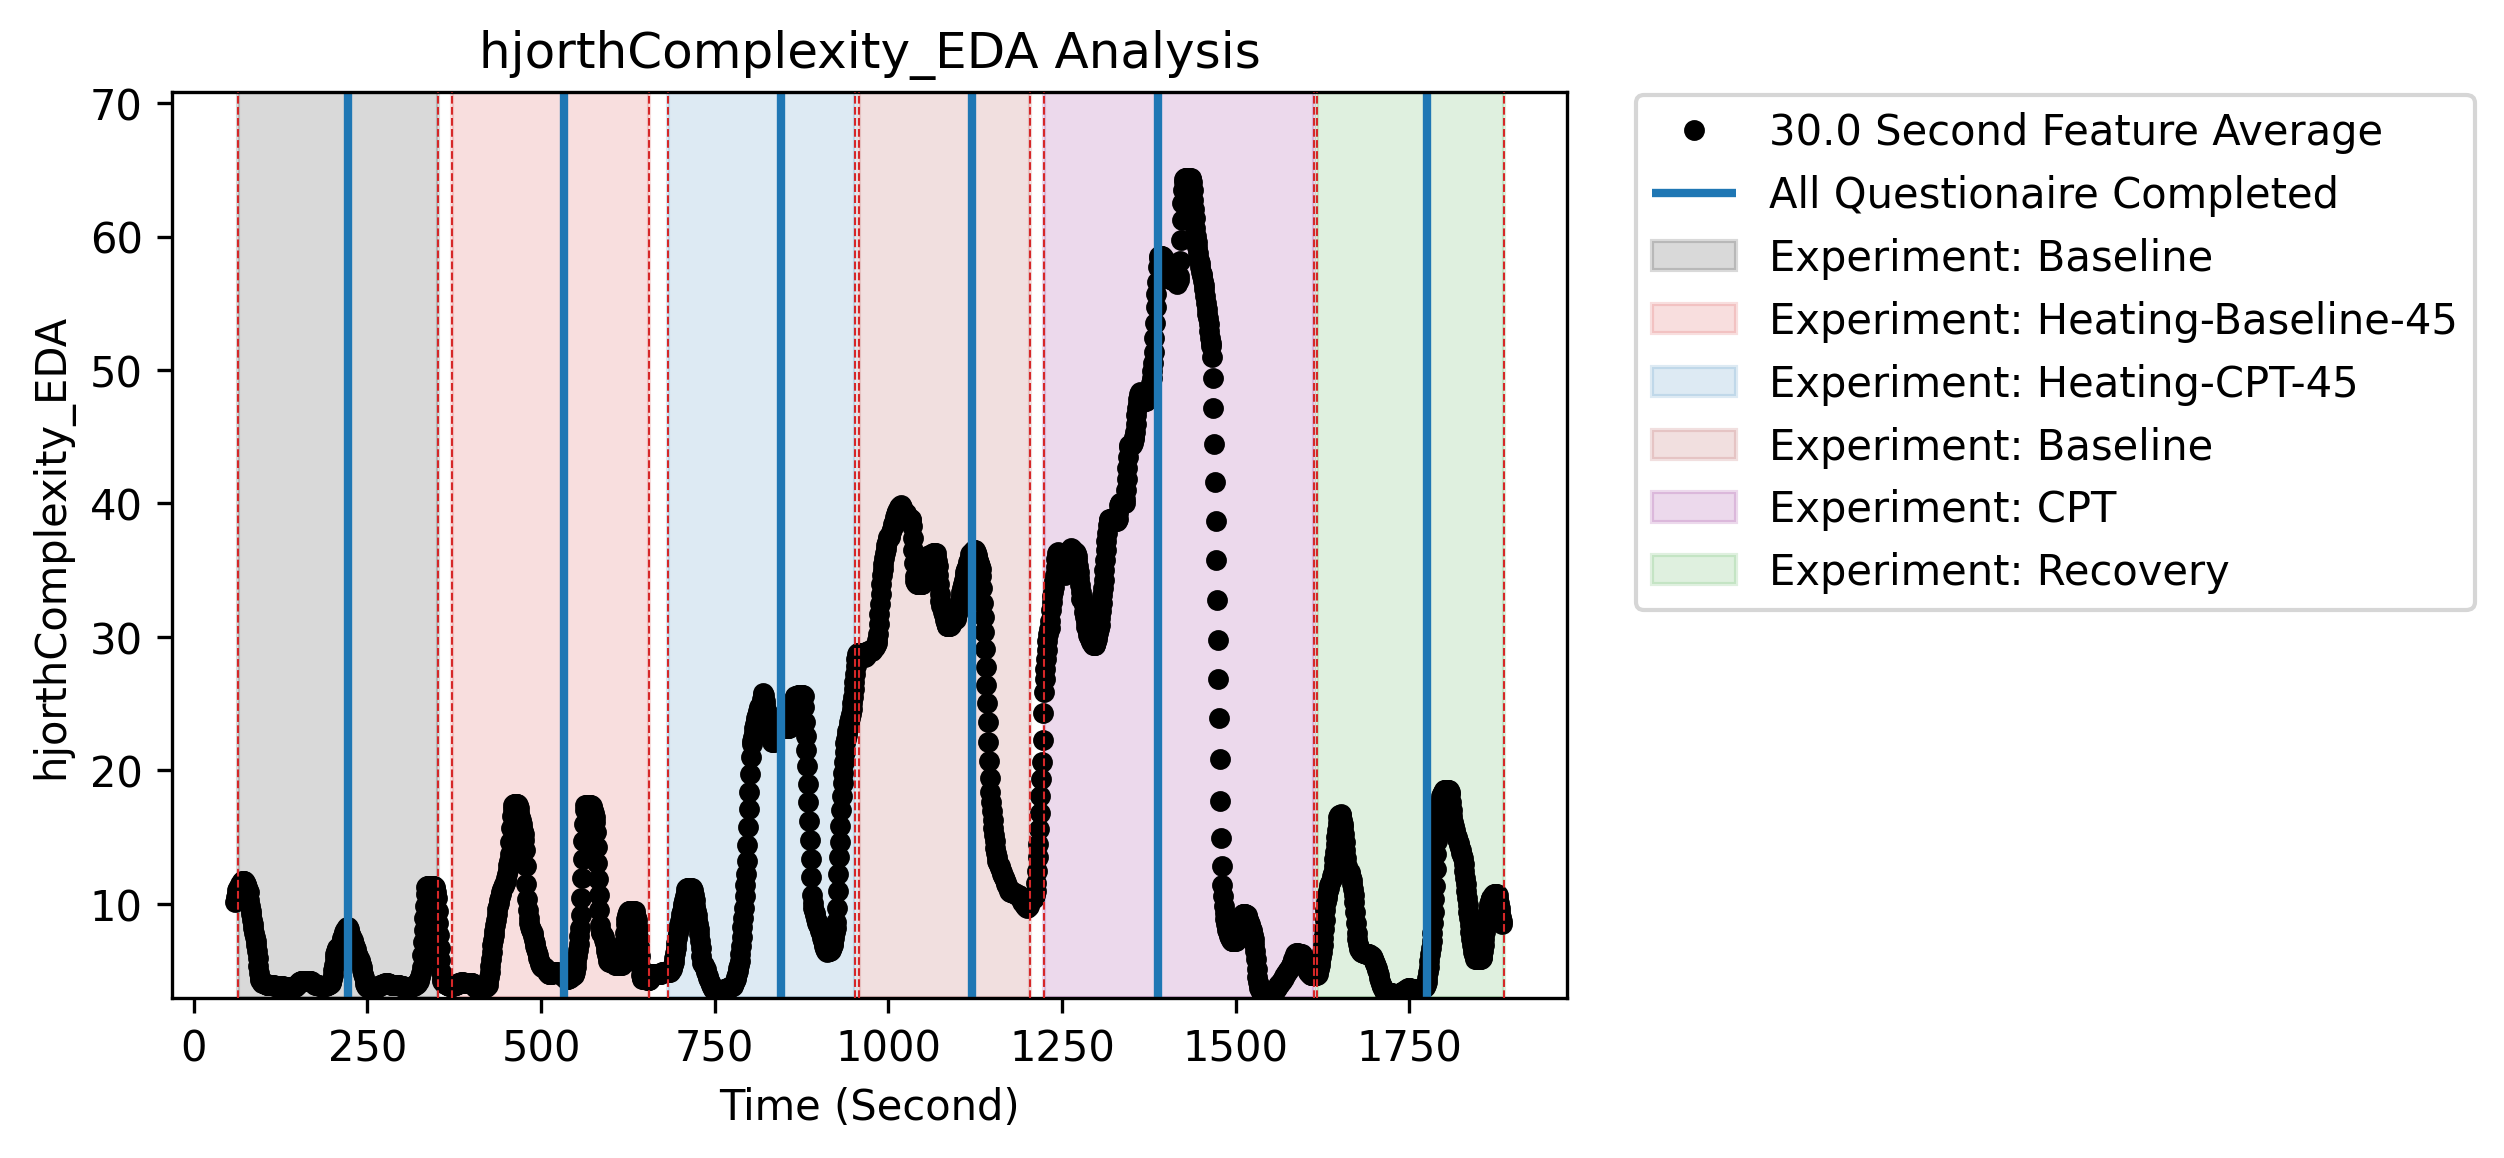 hjorthComplexity_EDA Analysis
hjorthComplexity_EDA
70
60
50
40
30
20
10
0 250 500 750 1000 1250 1500 1750
Time (Second)
30.0 Second Feature Average
All Questionaire Completed
Experiment: Baseline
Experiment: Heating-Baseline-45
Experiment: Heating-CPT-45
Experiment: Baseline
Experiment: CPT
Experiment: Recovery